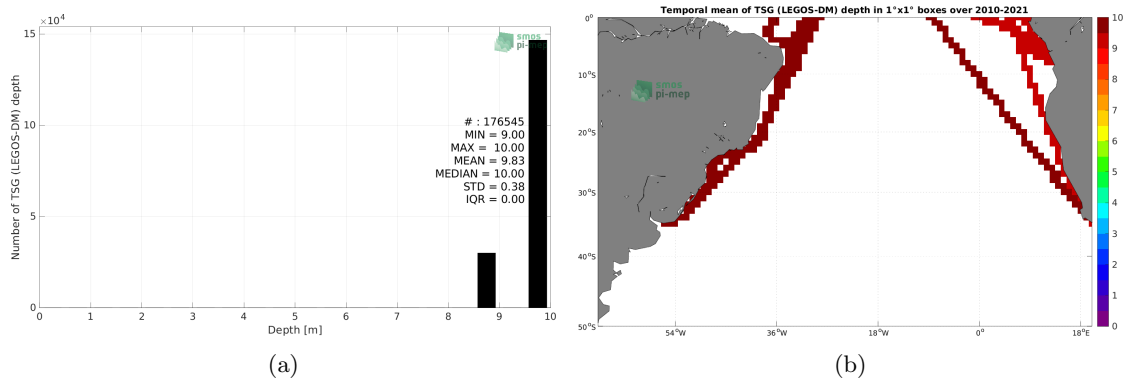 ×10⁴
15
10
5
0
Number of TSG (LEGOS-DM) depth
smos
pi-mep
# : 176545
MIN = 9.00
MAX = 10.00
MEAN = 9.83
MEDIAN = 10.00
STD = 0.38
IQR = 0.00
0 1 2 3 4 5 6 7 8 9 10
Depth [m]
(a)
Temporal mean of TSG (LEGOS-DM) depth in 1°x1° boxes over 2010-2021
0°
10°S
20°S
30°S
40°S
50°S
smos
pi-mep
54°W 36°W 18°W 0° 18°E
10
9
8
7
6
5
4
3
2
1
0
(b)